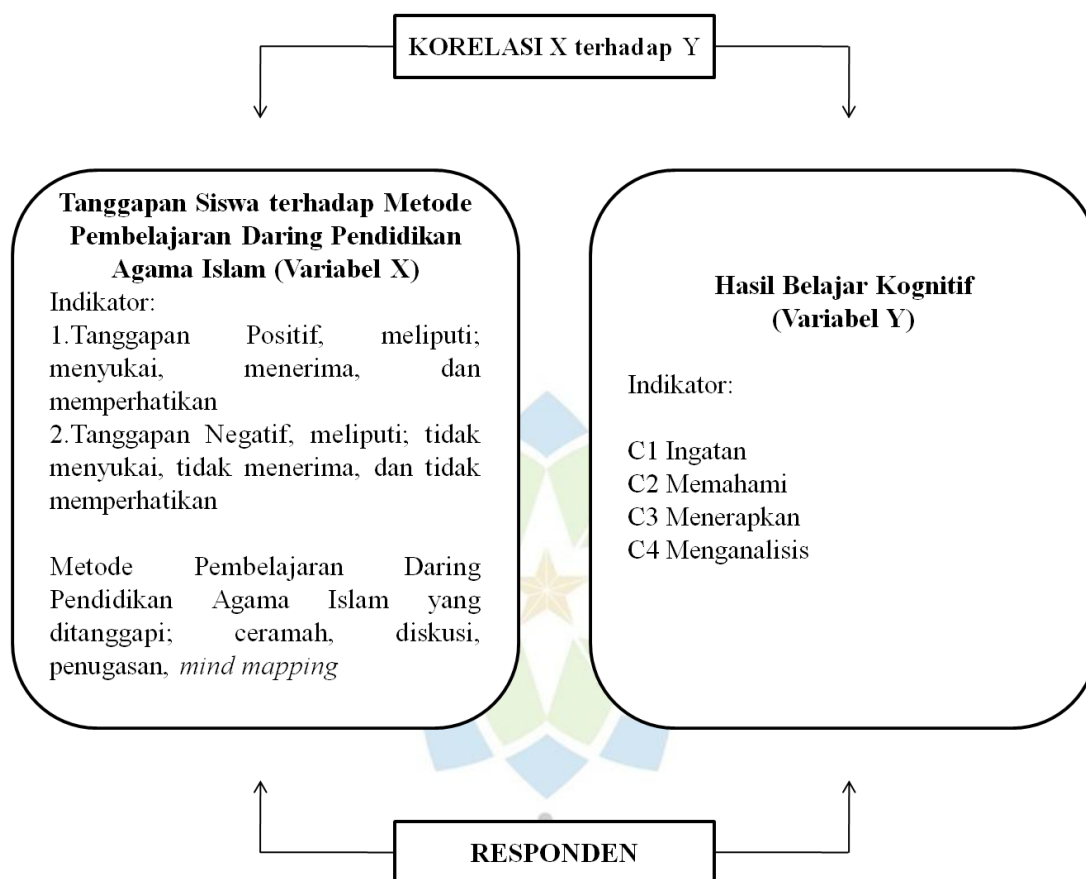 KORELASI X terhadap Y
Tanggapan Siswa terhadap Metode
Pembelajaran Daring Pendidikan
Agama Islam (Variabel X)
Indikator:
1.Tanggapan Positif, meliputi;
menyukai, menerima, dan
memperhatikan
2.Tanggapan Negatif, meliputi; tidak
menyukai, tidak menerima, dan tidak
memperhatikan
Metode Pembelajaran Daring
Pendidikan Agama Islam yang
ditanggapi; ceramah, diskusi,
penugasan, mind mapping
Hasil Belajar Kognitif
(Variabel Y)
Indikator:
C1 Ingatan
C2 Memahami
C3 Menerapkan
C4 Menganalisis
RESPONDEN